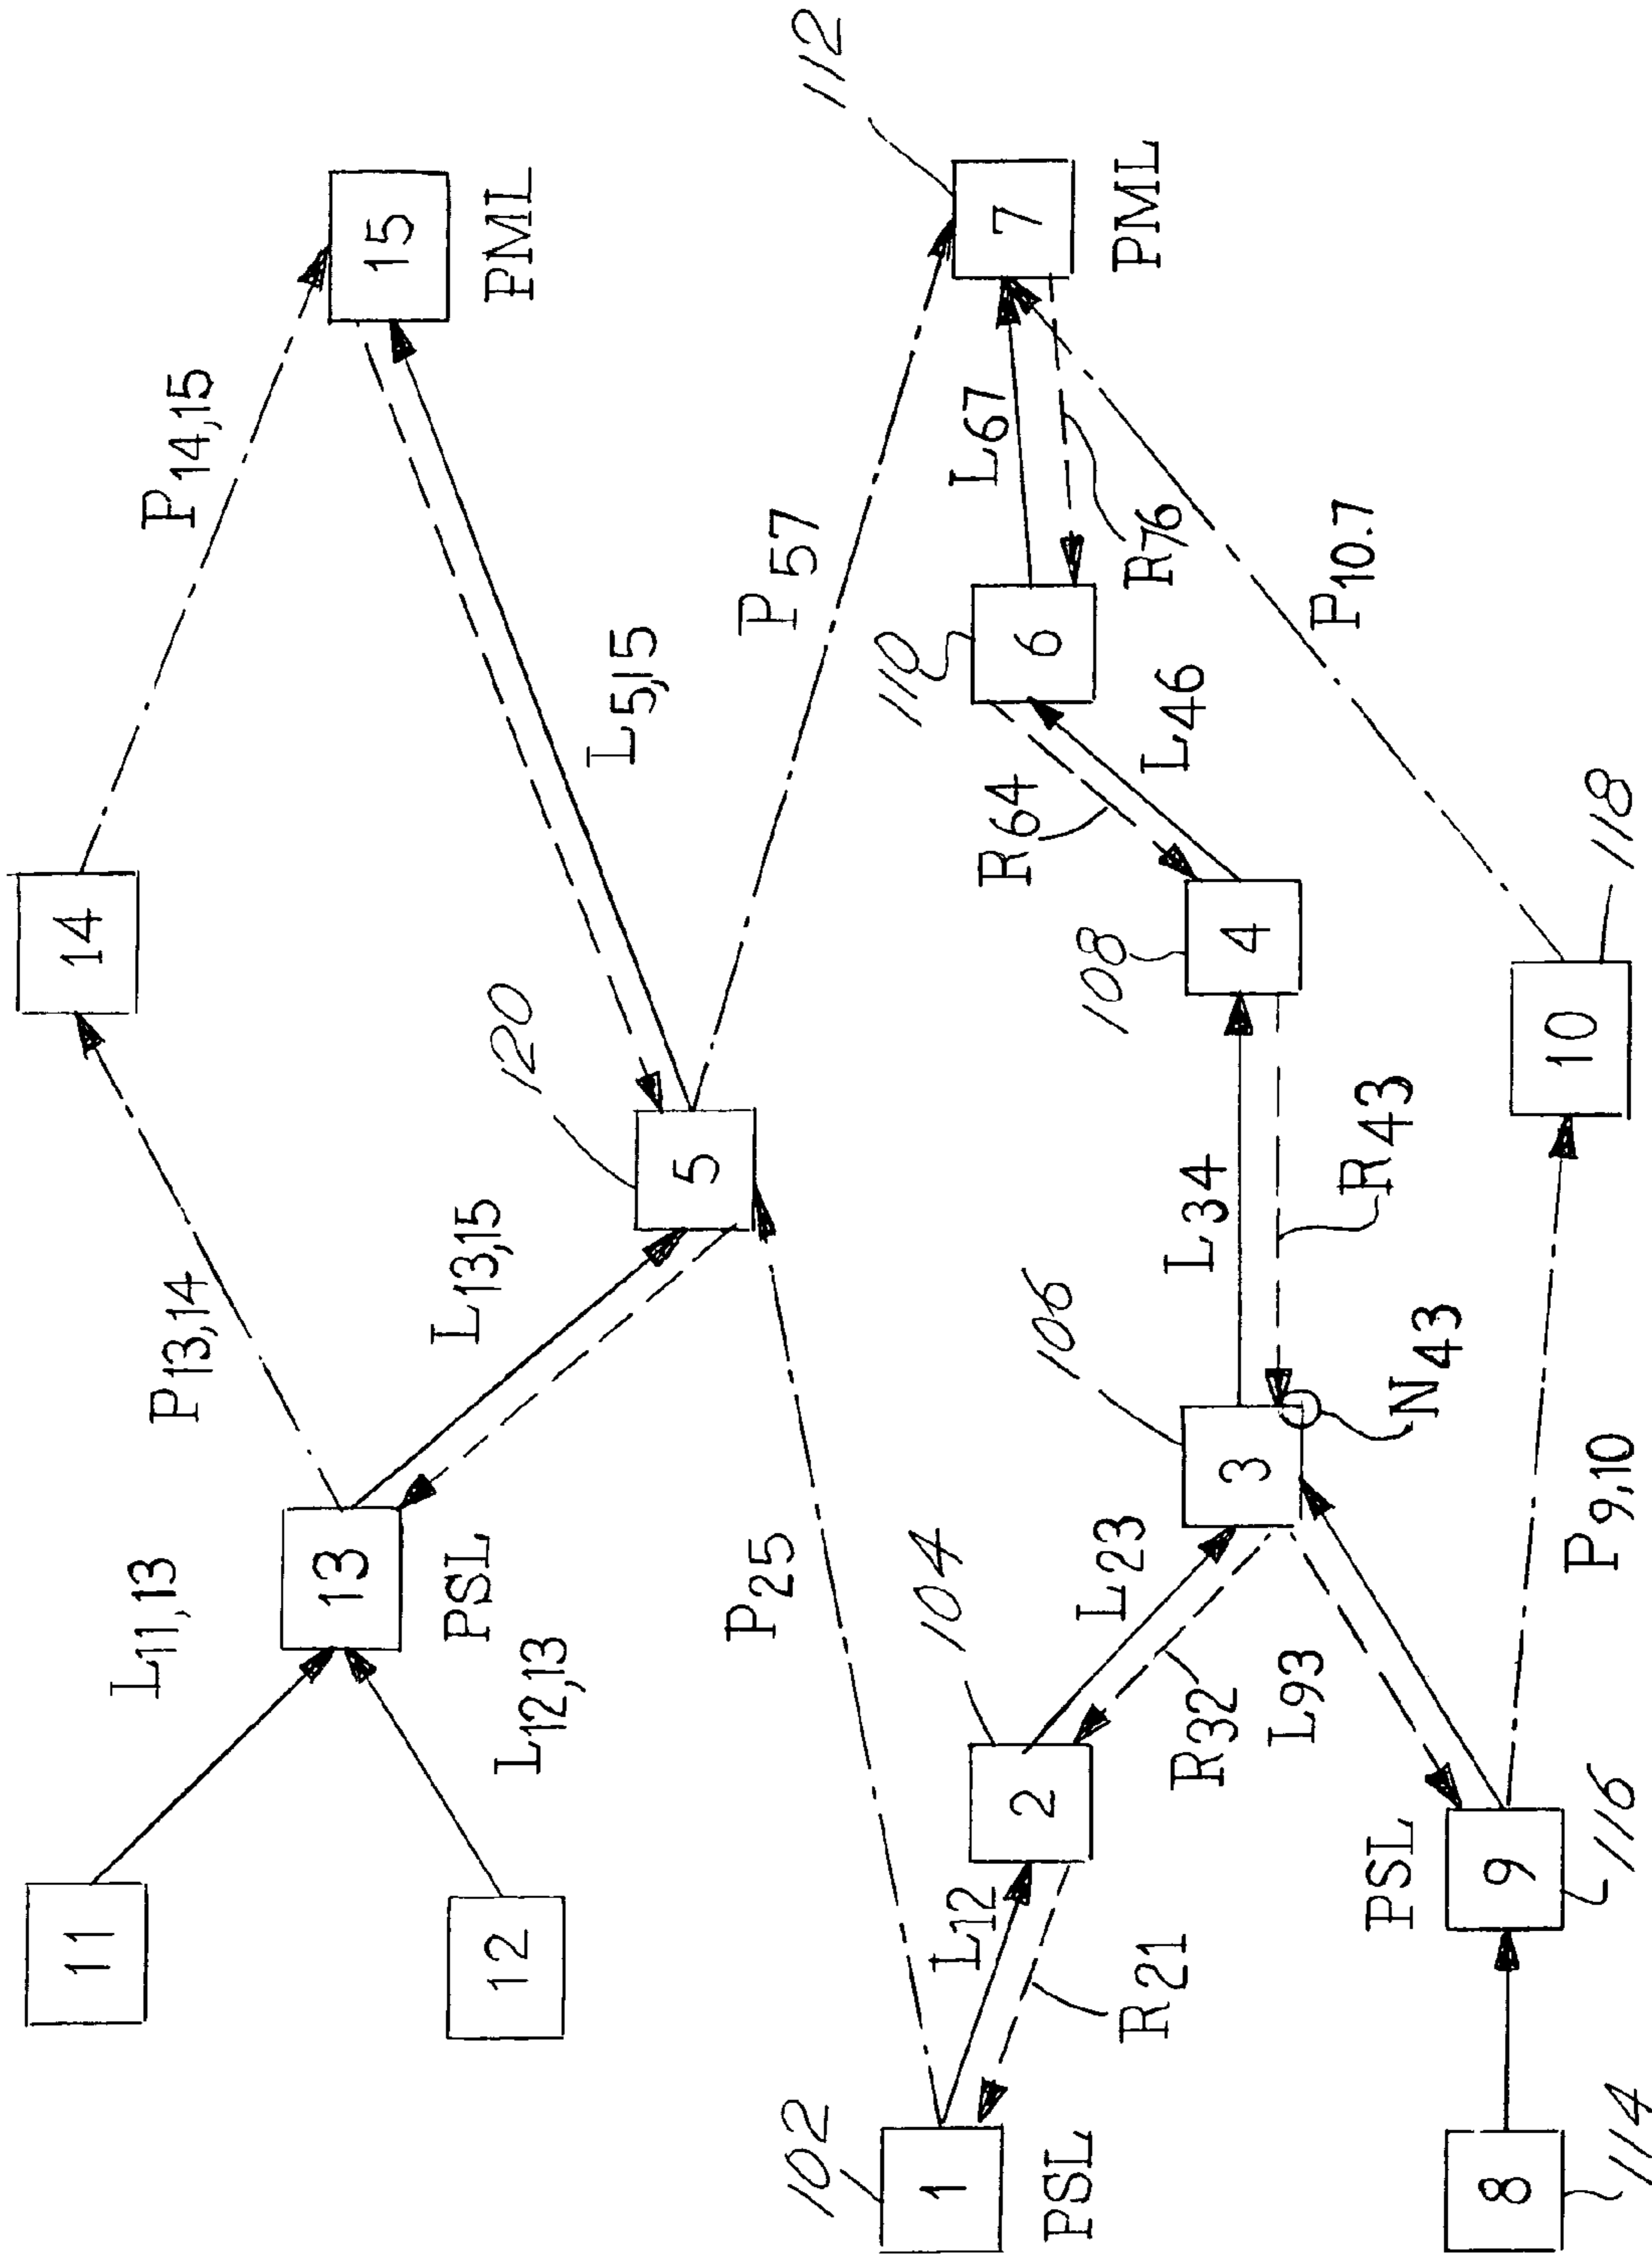 11
L11,13
12
L12,13
13
PSL
P13,14
14
P14,15
15
PML
L13,15
5
120
L5,15
P25
P57
102
1
PSL
L12
R21
2
104
L23
R32
3
106
L34
R43
N43
4
108
R64
L46
6
110
L67
R76
7
112
PML
8
114
9
116
PSL
L93
P9,10
10
118
P10.7